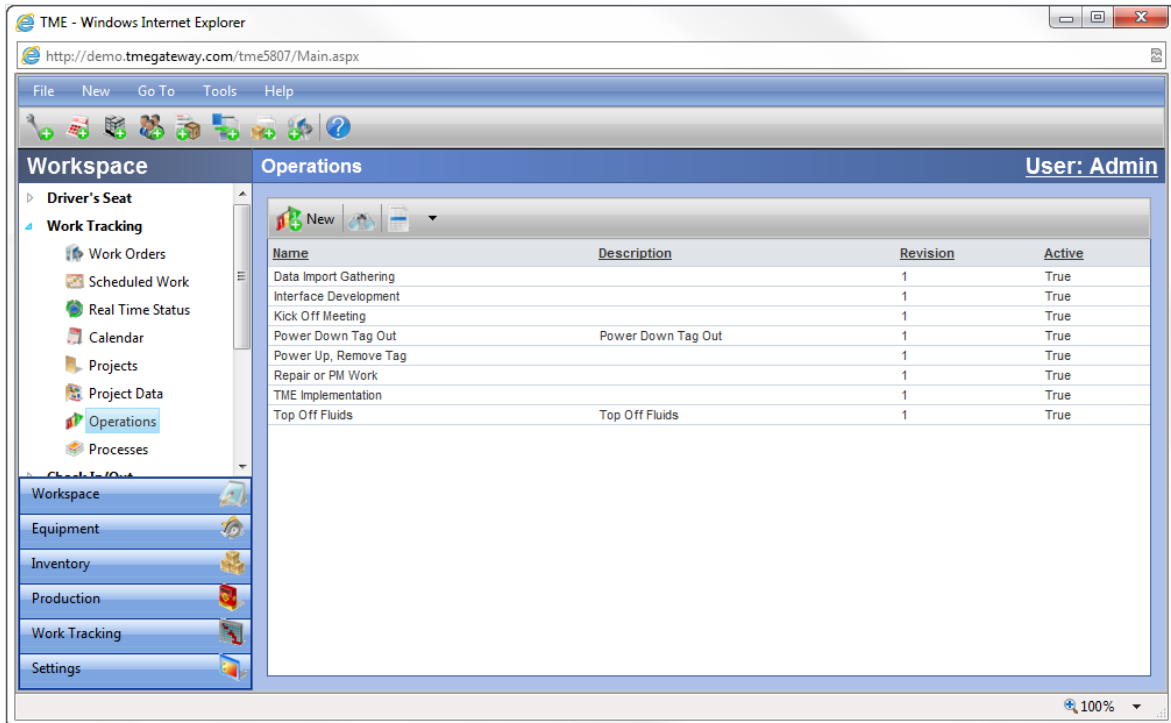 TME - Windows Internet Explorer
http://demo.tmegateway.com/tme5807/Main.aspx
File New Go To Tools Help
Workspace
Operations
User: Admin
Driver's Seat
Work Tracking
Work Orders
Scheduled Work
Real Time Status
Calendar
Projects
Project Data
Operations
Processes
Check In/Out
Workspace
Equipment
Inventory
Production
Work Tracking
Settings
New
Name Description Revision Active
Data Import Gathering 1 True
Interface Development 1 True
Kick Off Meeting 1 True
Power Down Tag Out Power Down Tag Out 1 True
Power Up, Remove Tag 1 True
Repair or PM Work 1 True
TME Implementation 1 True
Top Off Fluids Top Off Fluids 1 True
100%